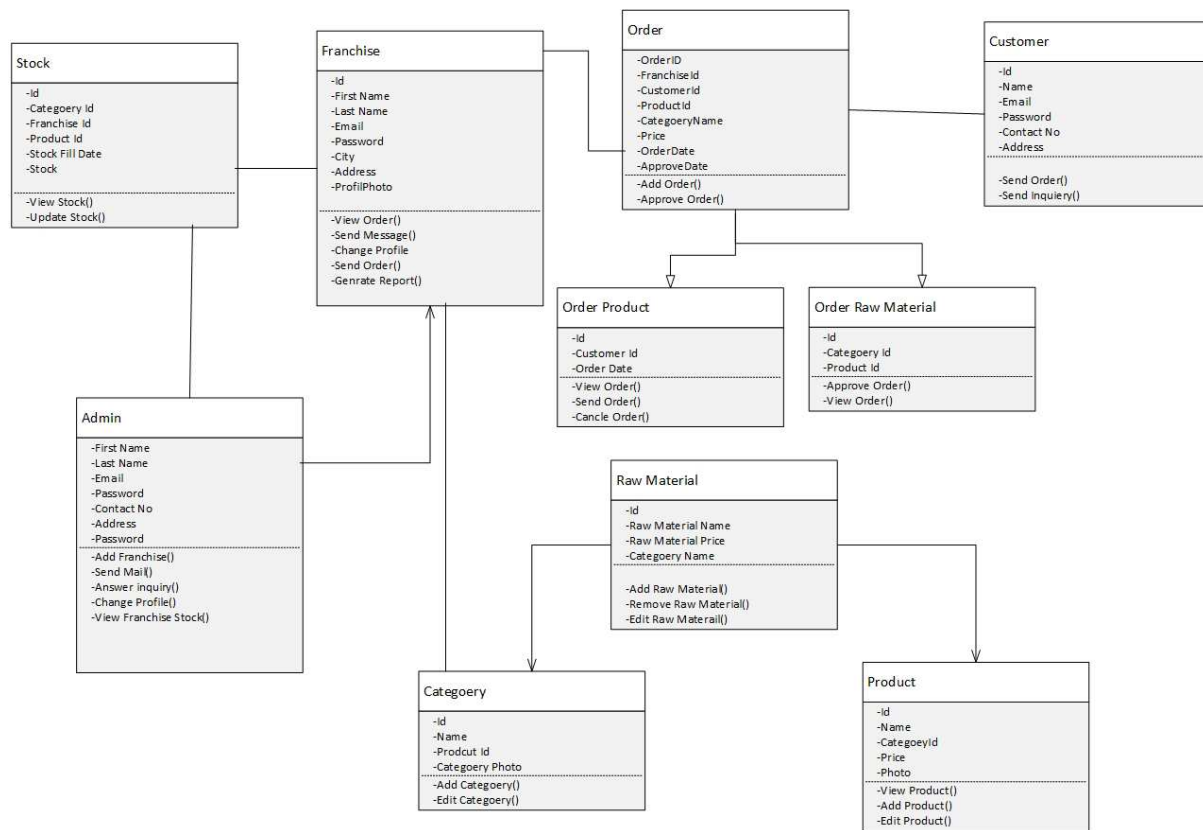 Stock
-Id
-Categoery Id
-Franchise Id
-Product Id
-Stock Fill Date
-Stock
-View Stock()
-Update Stock()
Franchise
-Id
-First Name
-Last Name
-Email
-Password
-City
-Address
-ProfilPhoto
-View Order()
-Send Message()
-Change Profile
-Send Order()
-Genrate Report()
Order
-OrderID
-FranchiseId
-CustomerId
-ProductId
-CategoeryName
-Price
-OrderDate
-ApproveDate
-Add Order()
-Approve Order()
Customer
-Id
-Name
-Email
-Password
-Contact No
-Address
-Send Order()
-Send Inquiery()
Order Product
-Id
-Customer Id
-Order Date
-View Order()
-Send Order()
-Cancle Order()
Order Raw Material
-Id
-Categoery Id
-Product Id
-Approve Order()
-View Order()
Admin
-First Name
-Last Name
-Email
-Password
-Contact No
-Address
-Password
-Add Franchise()
-Send Mail()
-Answer inquiry()
-Change Profile()
-View Franchise Stock()
Raw Material
-Id
-Raw Material Name
-Raw Material Price
-Categoery Name
-Add Raw Material()
-Remove Raw Material()
-Edit Raw Materail()
Categoery
-Id
-Name
-Prodcut Id
-Categoery Photo
-Add Categoery()
-Edit Categoery()
Product
-Id
-Name
-CategoeyId
-Price
-Photo
-View Product()
-Add Product()
-Edit Product()